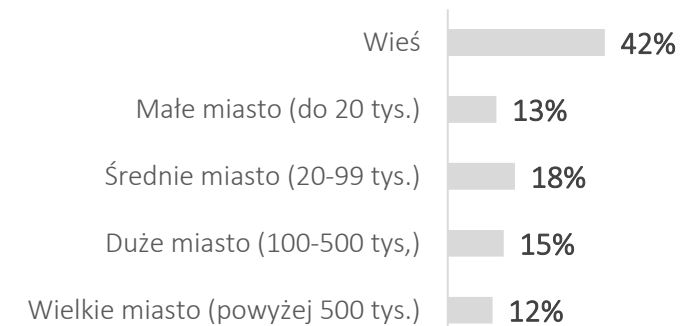 Wieś 42%
Małe miasto (do 20 tys.) 13%
Średnie miasto (20-99 tys.) 18%
Duże miasto (100-500 tys,) 15%
Wielkie miasto (powyżej 500 tys.) 12%